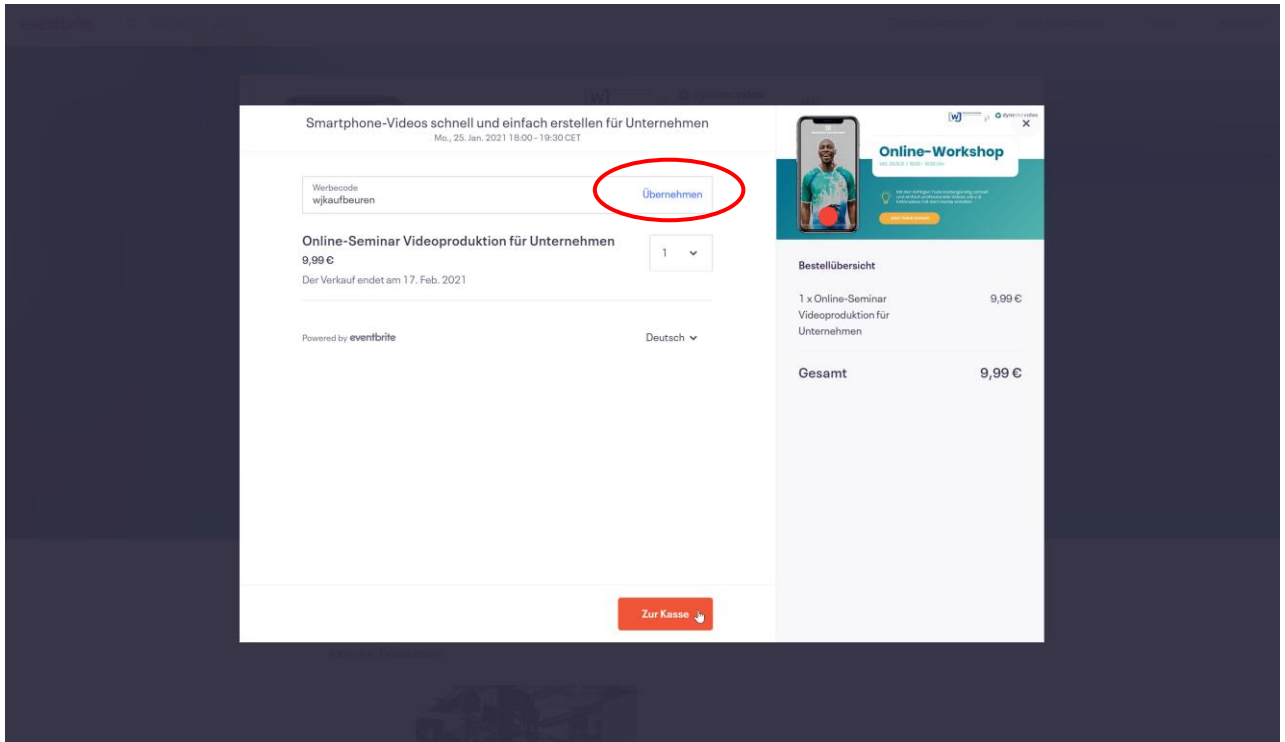 eventbrite
Smartphone-Videos schnell und einfach erstellen für Unternehmen
Mo., 25. Jan. 2021 18:00 - 19:30 CET
Werbecode
wjkaufbeuren
Übernehmen
Online-Seminar Videoproduktion für Unternehmen
9,99 €
1
Der Verkauf endet am 17. Feb. 2021
Powered by eventbrite
Deutsch
Zur Kasse
[W]
Online-Workshop
Bestellübersicht
1 x Online-Seminar
Videoproduktion für
Unternehmen
9,99 €
Gesamt
9,99 €